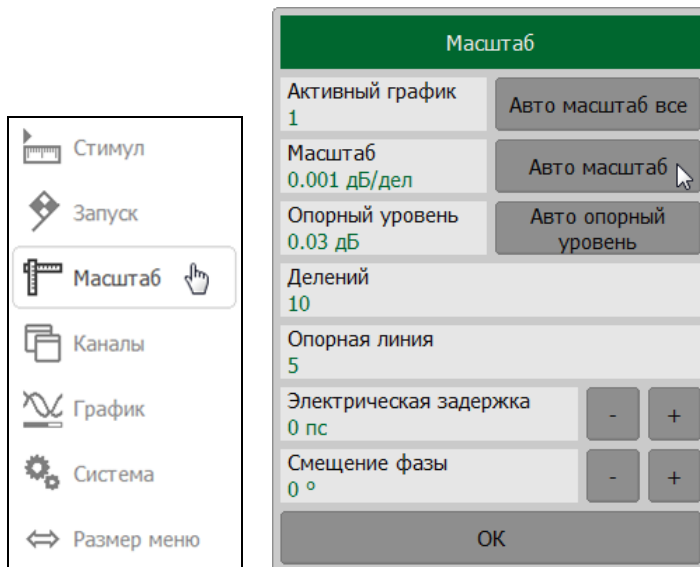 Стимул
Запуск
Масштаб
Каналы
График
Система
Размер меню
Масштаб
Активный график
1
Авто масштаб все
Масштаб
0.001 дБ/дел
Авто масштаб
Опорный уровень
0.03 дБ
Авто опорный
уровень
Делений
10
Опорная линия
5
Электрическая задержка
0 пс
-
+
Смещение фазы
0 °
-
+
ОК